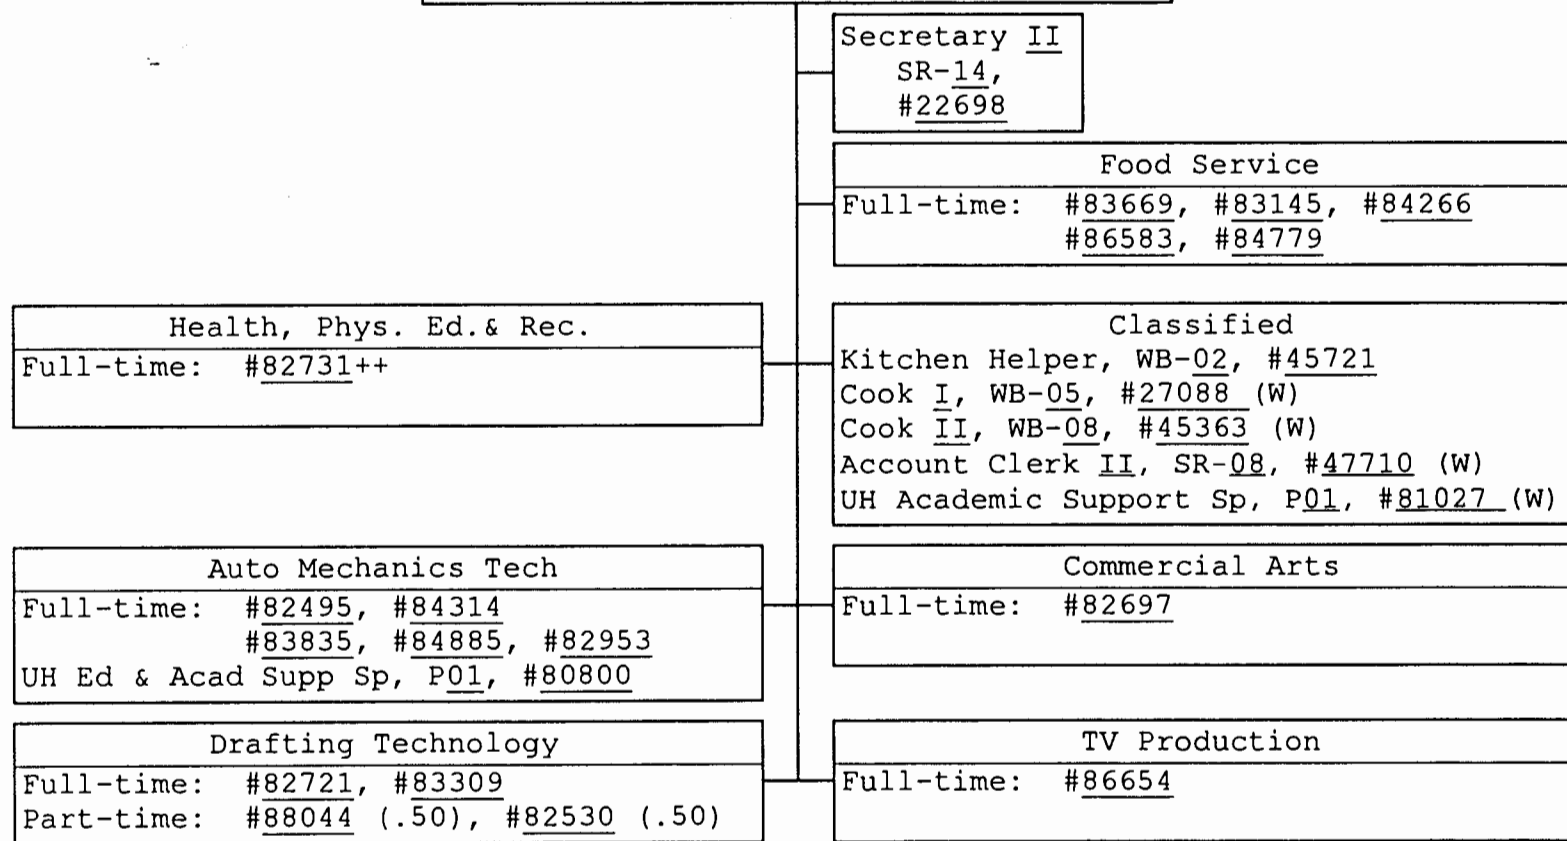 Secretary II
SR-14,
#22698
Food Service
Full-time: #83669, #83145, #84266
#86583, #84779
Health, Phys. Ed.& Rec.
Full-time: #82731++
Classified
Kitchen Helper, WB-02, #45721
Cook I, WB-05, #27088 (W)
Cook II, WB-08, #45363 (W)
Account Clerk II, SR-08, #47710 (W)
UH Academic Support Sp, P01, #81027 (W)
Auto Mechanics Tech
Full-time: #82495, #84314
#83835, #84885, #82953
UH Ed & Acad Supp Sp, P01, #80800
Commercial Arts
Full-time: #82697
Drafting Technology
Full-time: #82721, #83309
Part-time: #88044 (.50), #82530 (.50)
TV Production
Full-time: #86654